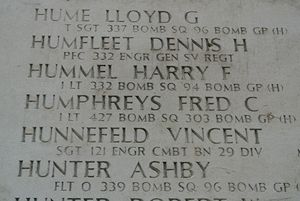 HUME LLOYD G
T SGT 337 BOMB SQ 96 BOMB GP (H)
HUMFLEET DENNIS H
PFC 332 ENGR GEN SV REGT
HUMMEL HARRY F
1 LT 332 BOMB SQ 94 BOMB GP (H)
HUMPHREYS FRED C
1 LT 427 BOMB SQ 303 BOMB GP (H)
HUNNEFELD VINCENT
SGT 121 ENGR CMBT BN 29 DIV
HUNTER ASHBY
FLT O 339 BOMB SQ 96 BOMB GP (H)
HUNTER ROBERT